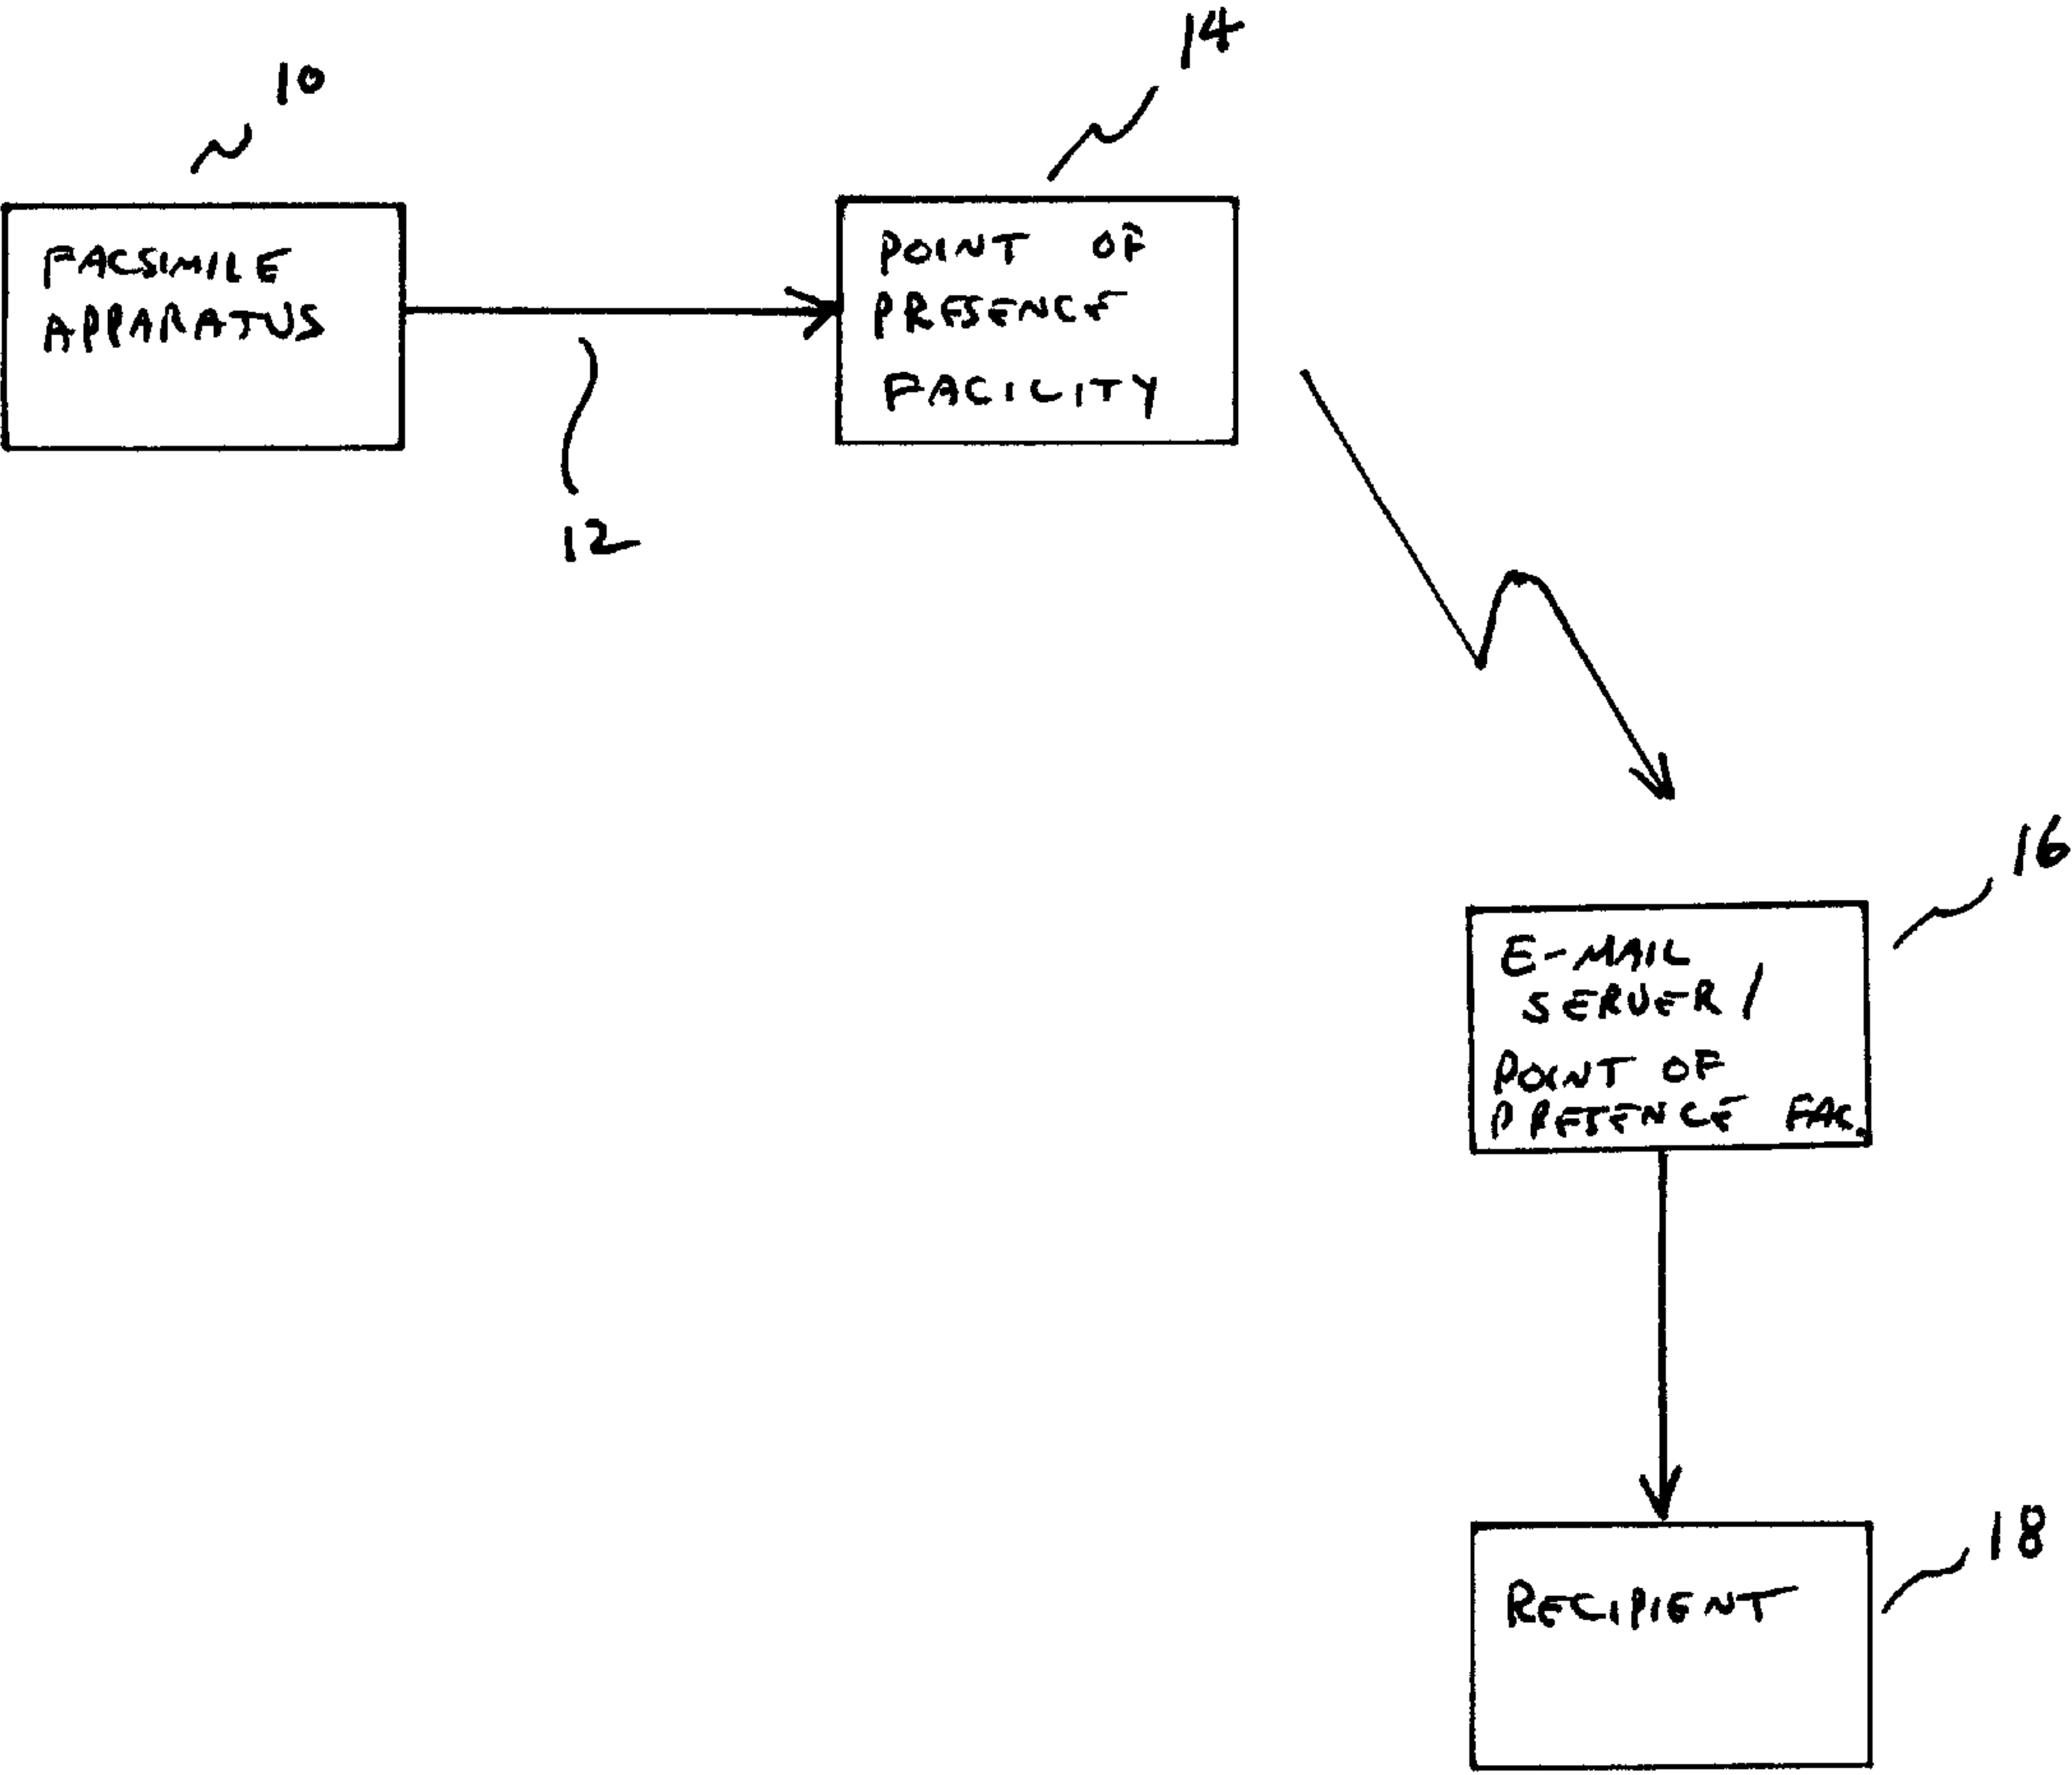 10
14
FACSIMILE
APPARATUS
POINT OF
PRESENCE
FACILITY
12
16
E-MAIL
SERVER /
POINT OF
PRESENCE FAC.
18
RECIPIENT